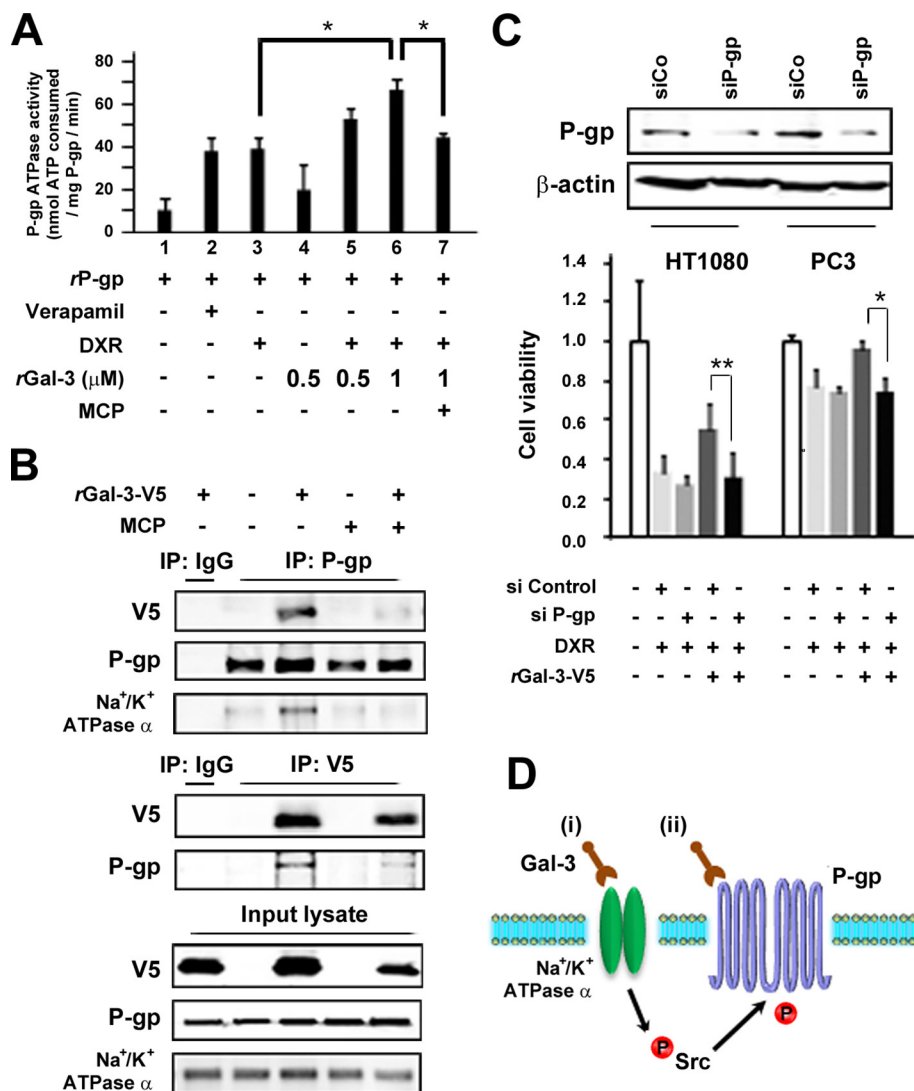 A
P-gp ATPase activity
(nmol ATP consumed
/ mg P-gp / min)
80
60
40
20
0
*
*
1 2 3 4 5 6 7
rP-gp + + + + + + +
Verapamil - + - - - - -
DXR - - + - + + +
rGal-3 (μM) - - - 0.5 0.5 1 1
MCP - - - - - - +
B
rGal-3-V5 + - + - +
MCP - - - + +
IP: IgG IP: P-gp
V5
P-gp
Na+/K+
ATPase α
IP: IgG IP: V5
V5
P-gp
Input lysate
V5
P-gp
Na+/K+
ATPase α
C
siCo siP-gp siCo siP-gp
P-gp
β-actin
HT1080 PC3
Cell viability
1.4
1.2
1.0
0.8
0.6
0.4
0.2
0.0
**
*
si Control - + - + - - + - + -
si P-gp - - + - + - - + - +
DXR - + + + + - + + + +
rGal-3-V5 - - - + + - - - + +
D
(i) (ii)
Gal-3
P-gp
Na+/K+
ATPase α
P
P
Src